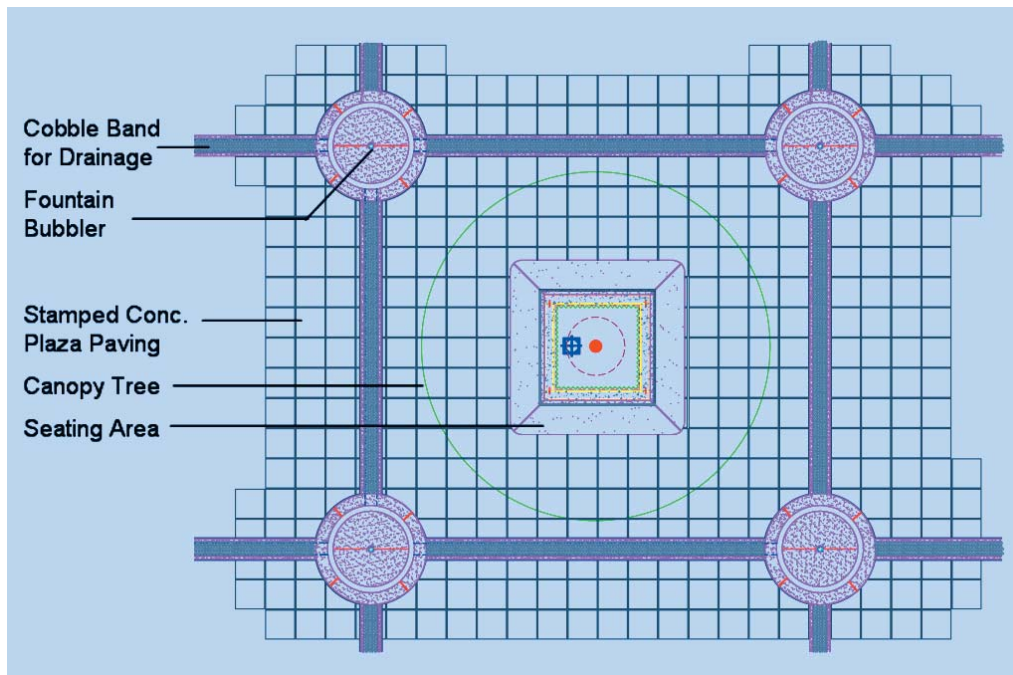 Cobble Band
for Drainage
Fountain
Bubbler
Stamped Conc.
Plaza Paving
Canopy Tree
Seating Area